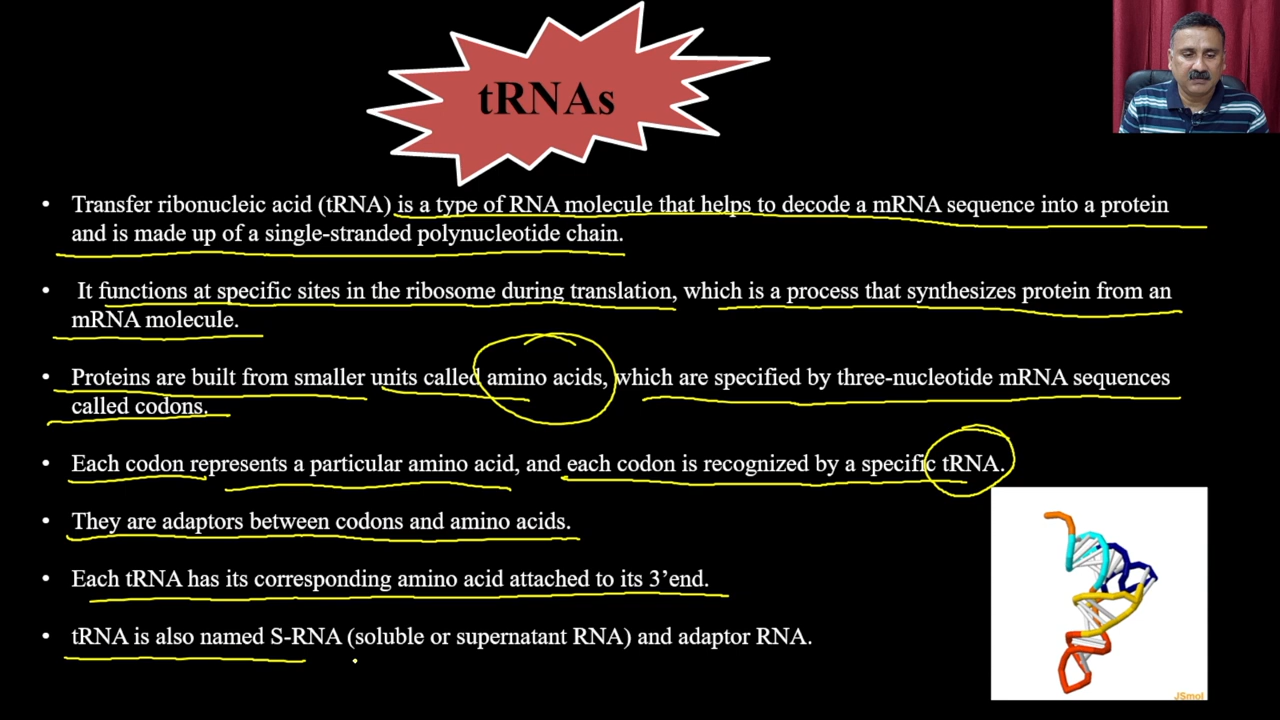 tRNAs
• Transfer ribonucleic acid (tRNA) is a type of RNA molecule that helps to decode a mRNA sequence into a protein
and is made up of a single-stranded polynucleotide chain.
• It functions at specific sites in the ribosome during translation, which is a process that synthesizes protein from an
mRNA molecule.
• Proteins are built from smaller units called amino acids, which are specified by three-nucleotide mRNA sequences
called codons.
• Each codon represents a particular amino acid, and each codon is recognized by a specific tRNA.
• They are adaptors between codons and amino acids.
• Each tRNA has its corresponding amino acid attached to its 3’end.
• tRNA is also named S-RNA (soluble or supernatant RNA) and adaptor RNA.
JSmol